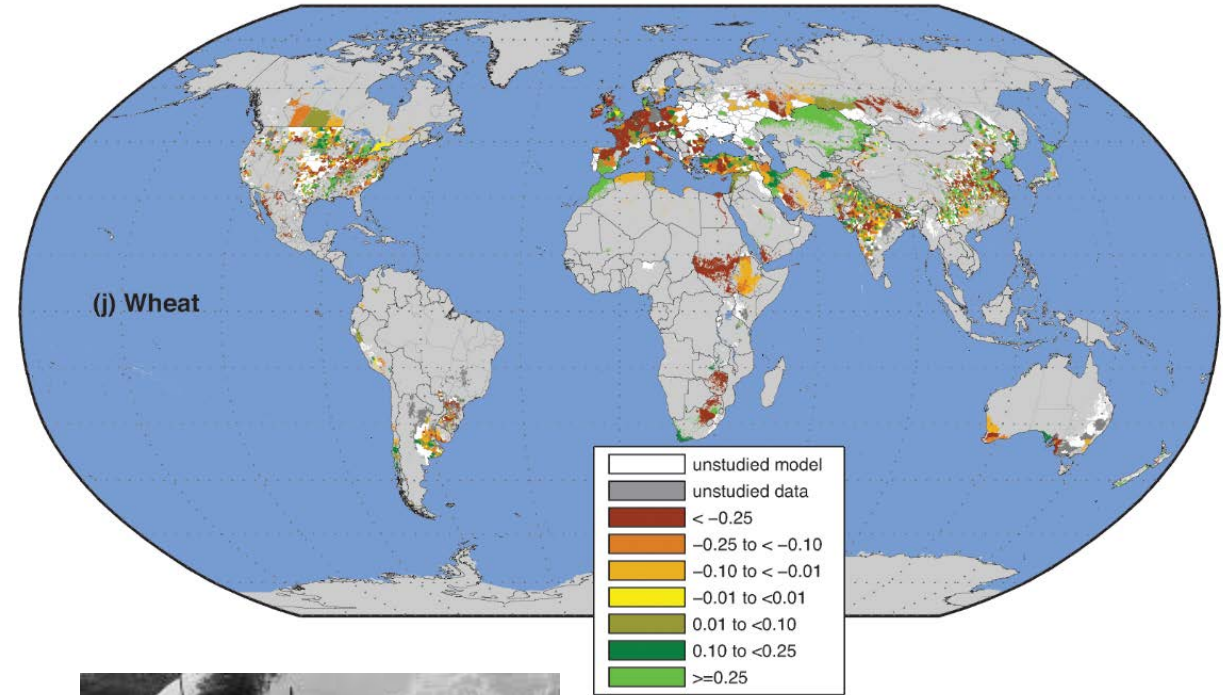 (j) Wheat
unstudied model
unstudied data
< −0.25
−0.25 to < −0.10
−0.10 to < −0.01
−0.01 to <0.01
0.01 to <0.10
0.10 to <0.25
>=0.25